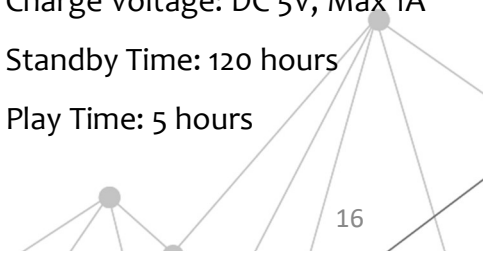 Charge Voltage: DC 5V, Max 1A
Standby Time: 120 hours
Play Time: 5 hours
16